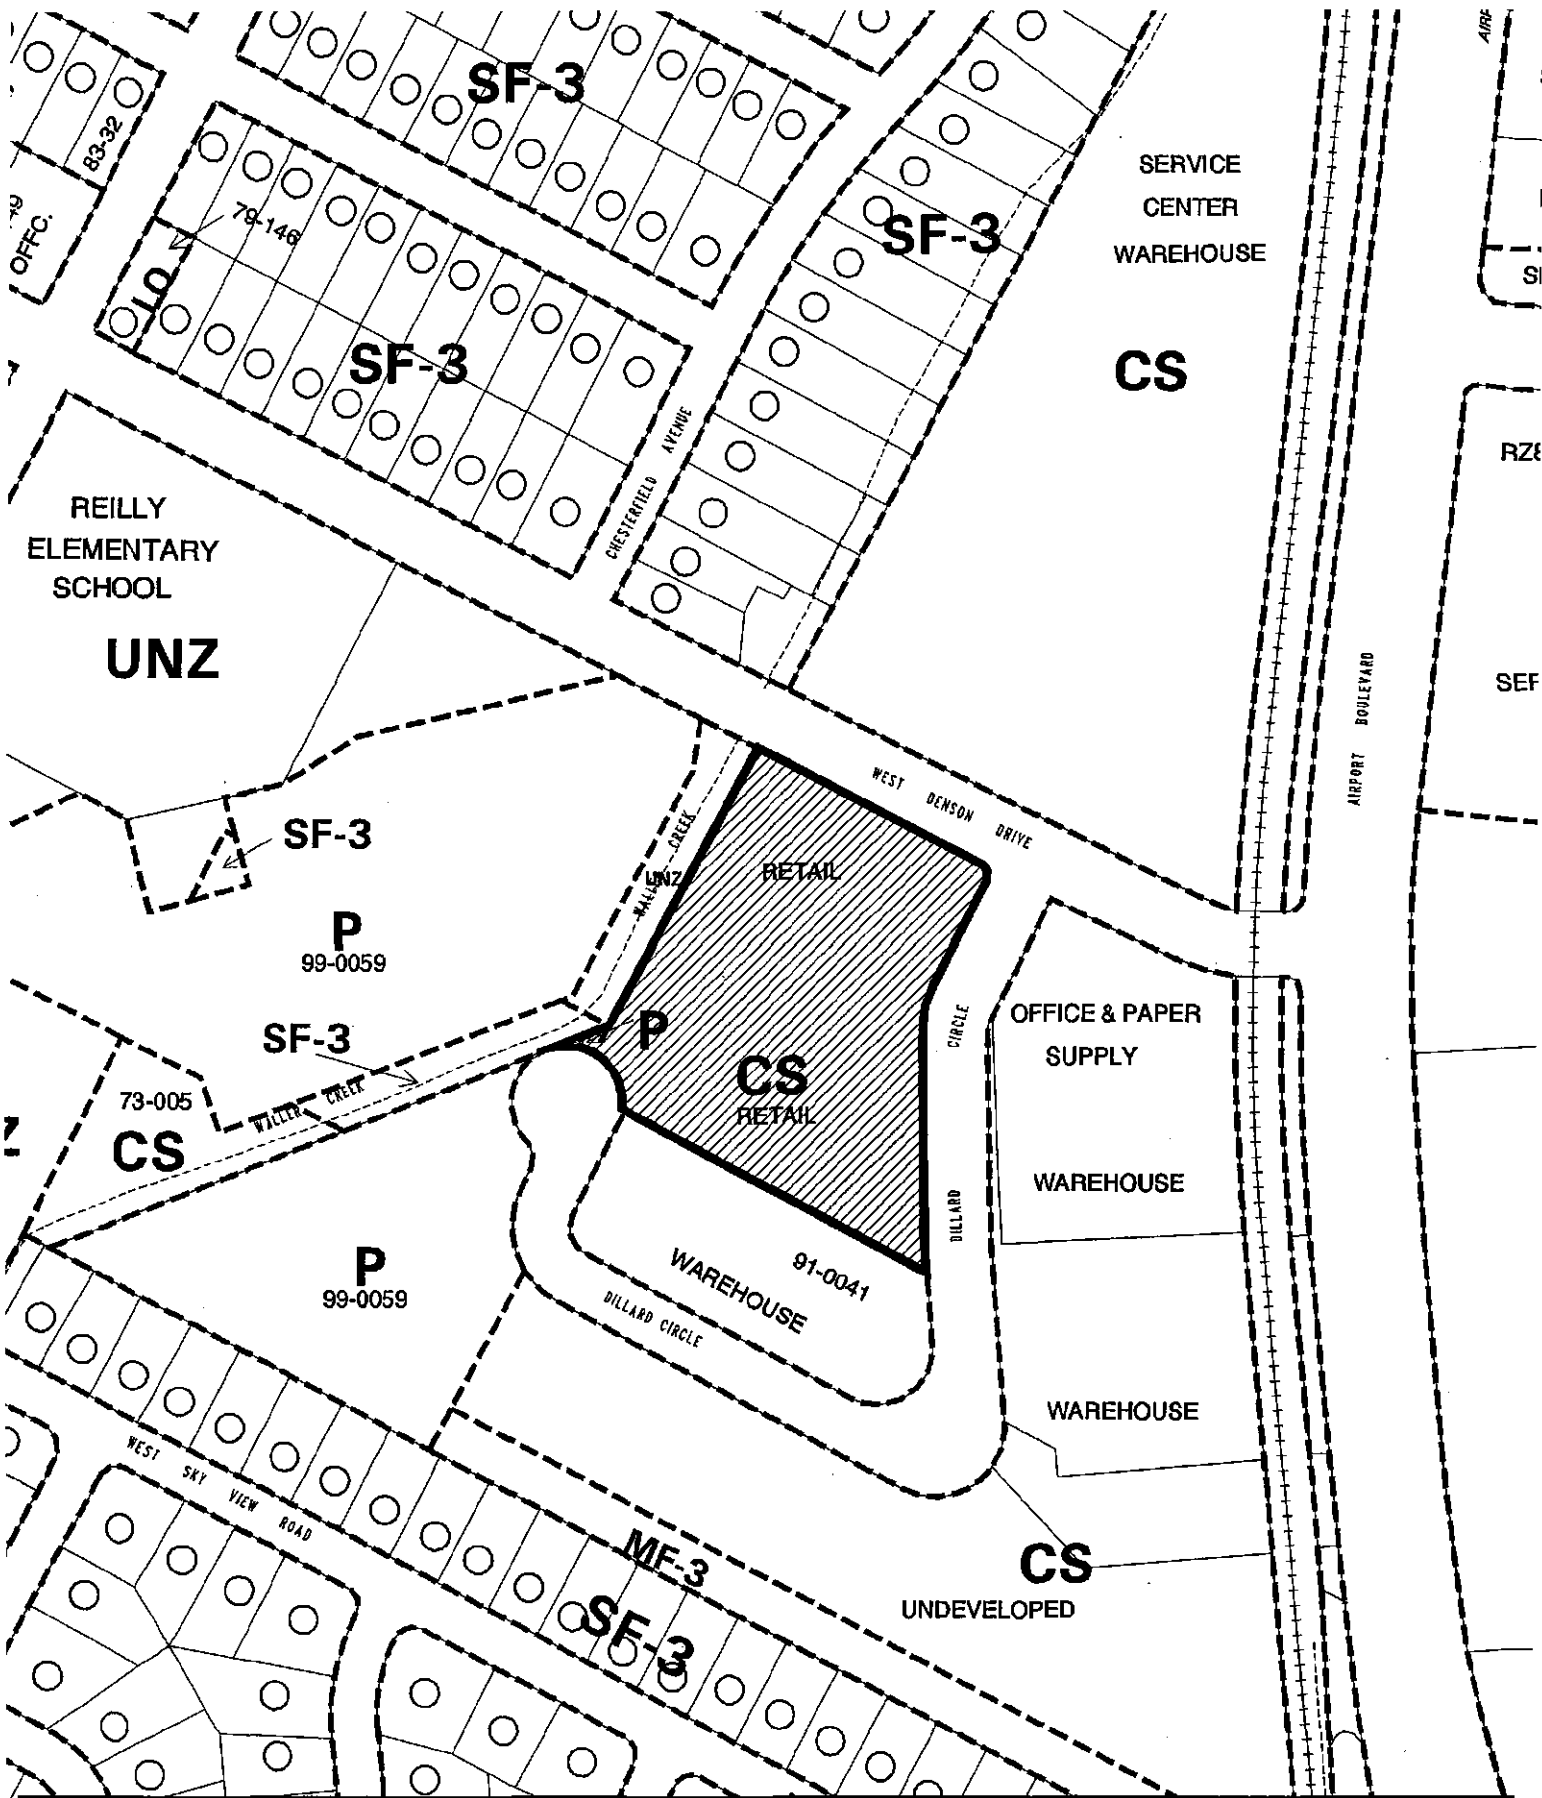 SF-3
83-32
OFFC.
79-146
LO
SF-3
SERVICE
CENTER
WAREHOUSE
SF-3
CS
CHESTERFIELD AVENUE
REILLY
ELEMENTARY
SCHOOL
UNZ
AIRPORT BOULEVARD
WEST DENSON DRIVE
SF-3
CREEK
UNZ
RETAIL
P
99-0059
P
CIRCLE
OFFICE & PAPER
SUPPLY
SF-3
CS
RETAIL
73-005
WALLER CREEK
CS
WAREHOUSE
DILLARD
P
99-0059
WAREHOUSE
91-0041
DILLARD CIRCLE
WAREHOUSE
WEST SKY VIEW ROAD
MF-3
SF-3
CS
UNDEVELOPED